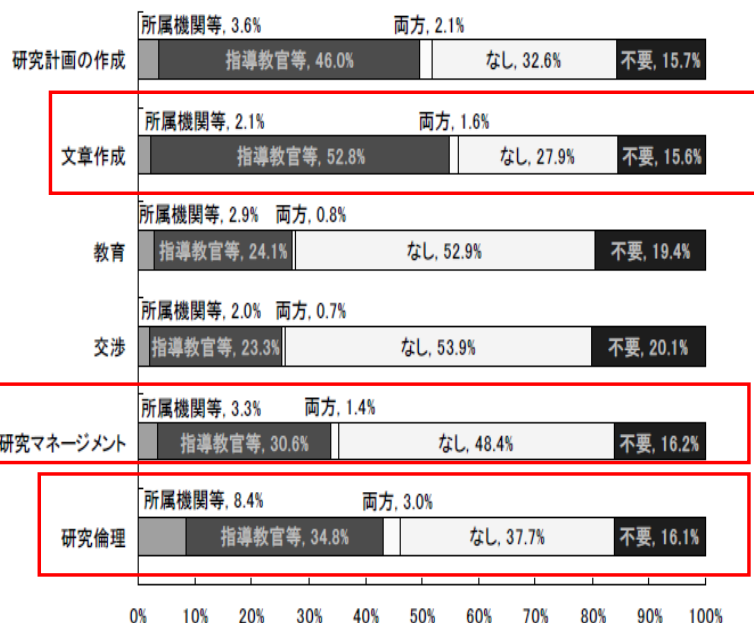 所属機関等, 3.6% 両方, 2.1%
研究計画の作成 指導教官等, 46.0% なし, 32.6% 不要, 15.7%
所属機関等, 2.1% 両方, 1.6%
文章作成 指導教官等, 52.8% なし, 27.9% 不要, 15.6%
所属機関等, 2.9% 両方, 0.8%
教育 指導教官等, 24.1% なし, 52.9% 不要, 19.4%
所属機関等, 2.0% 両方, 0.7%
交渉 指導教官等, 23.3% なし, 53.9% 不要, 20.1%
所属機関等, 3.3% 両方, 1.4%
研究マネージメント 指導教官等, 30.6% なし, 48.4% 不要, 16.2%
所属機関等, 8.4% 両方, 3.0%
研究倫理 指導教官等, 34.8% なし, 37.7% 不要, 16.1%
0% 10% 20% 30% 40% 50% 60% 70% 80% 90% 100%